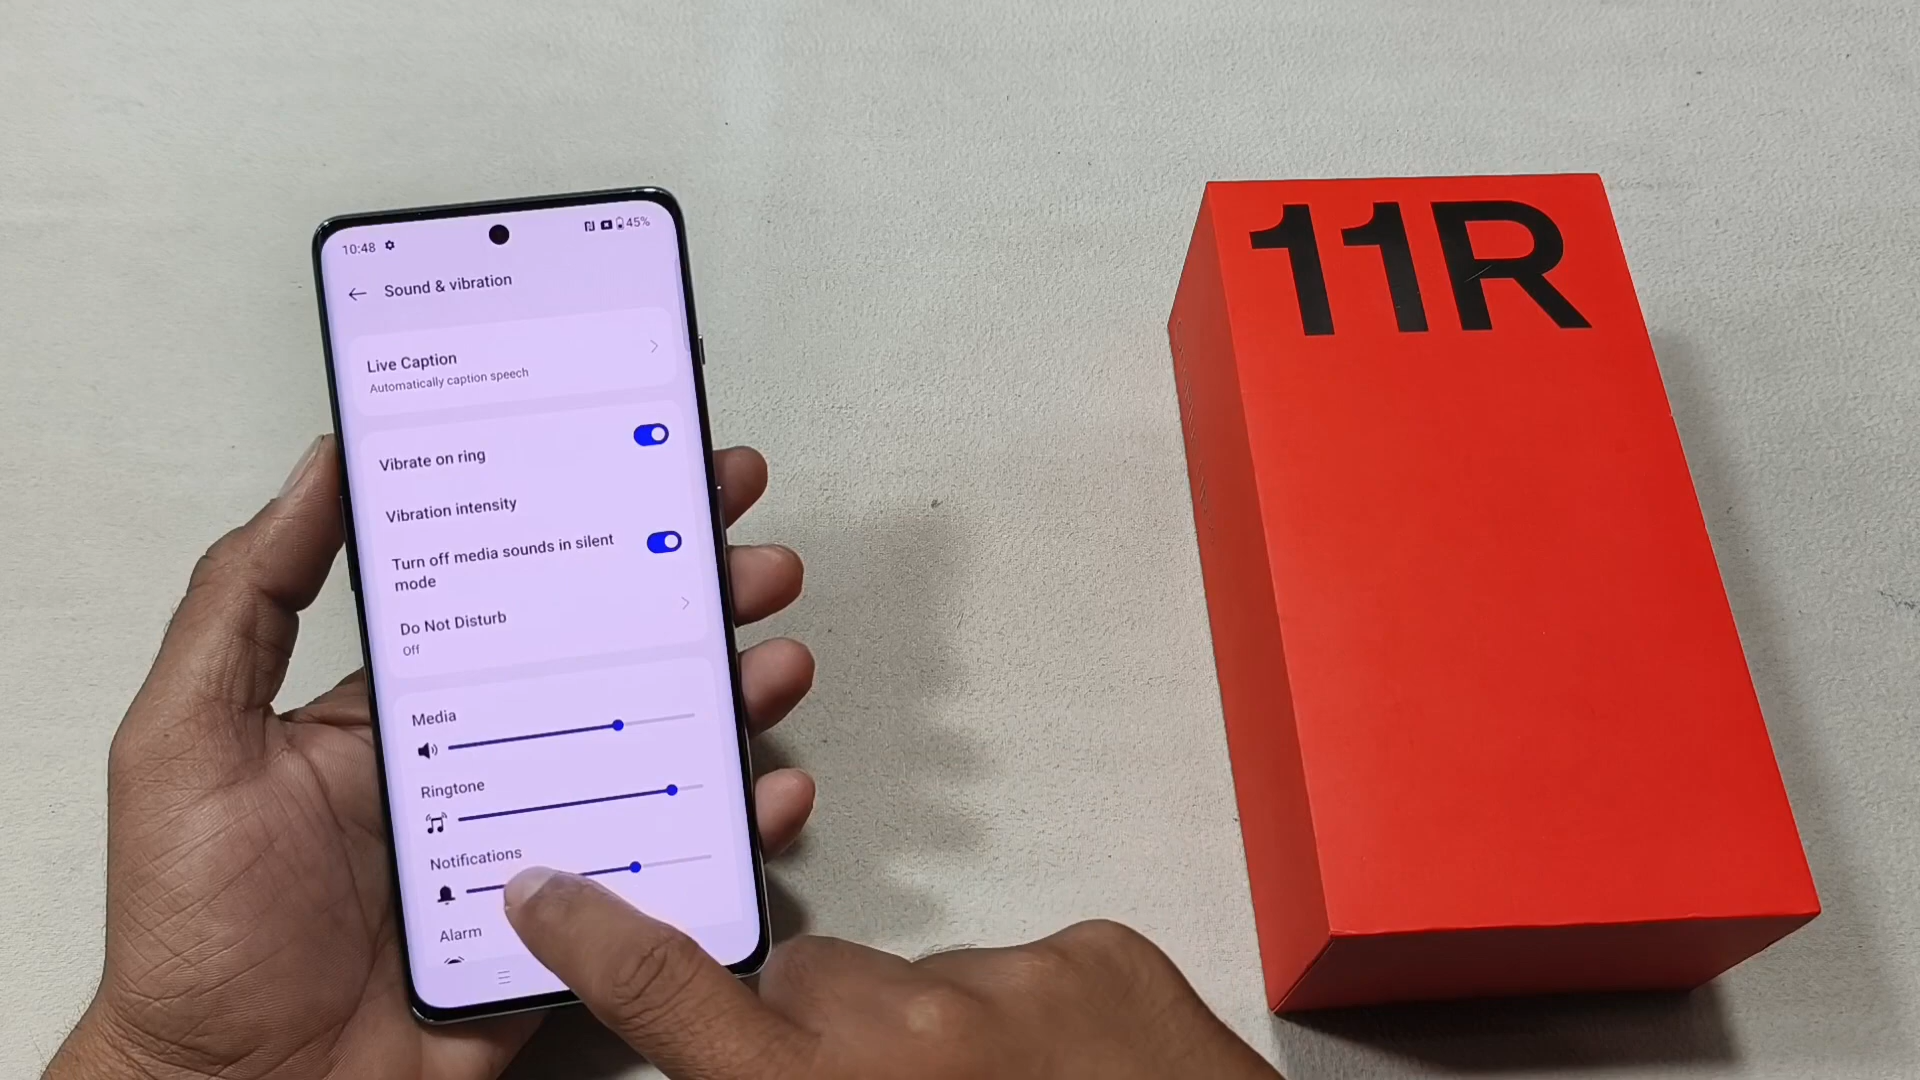 10:48
45%
Sound & vibration
Live Caption
Automatically caption speech
Vibrate on ring
Vibration intensity
Turn off media sounds in silent
mode
Do Not Disturb
Off
Media
Ringtone
Notifications
Alarm
11R